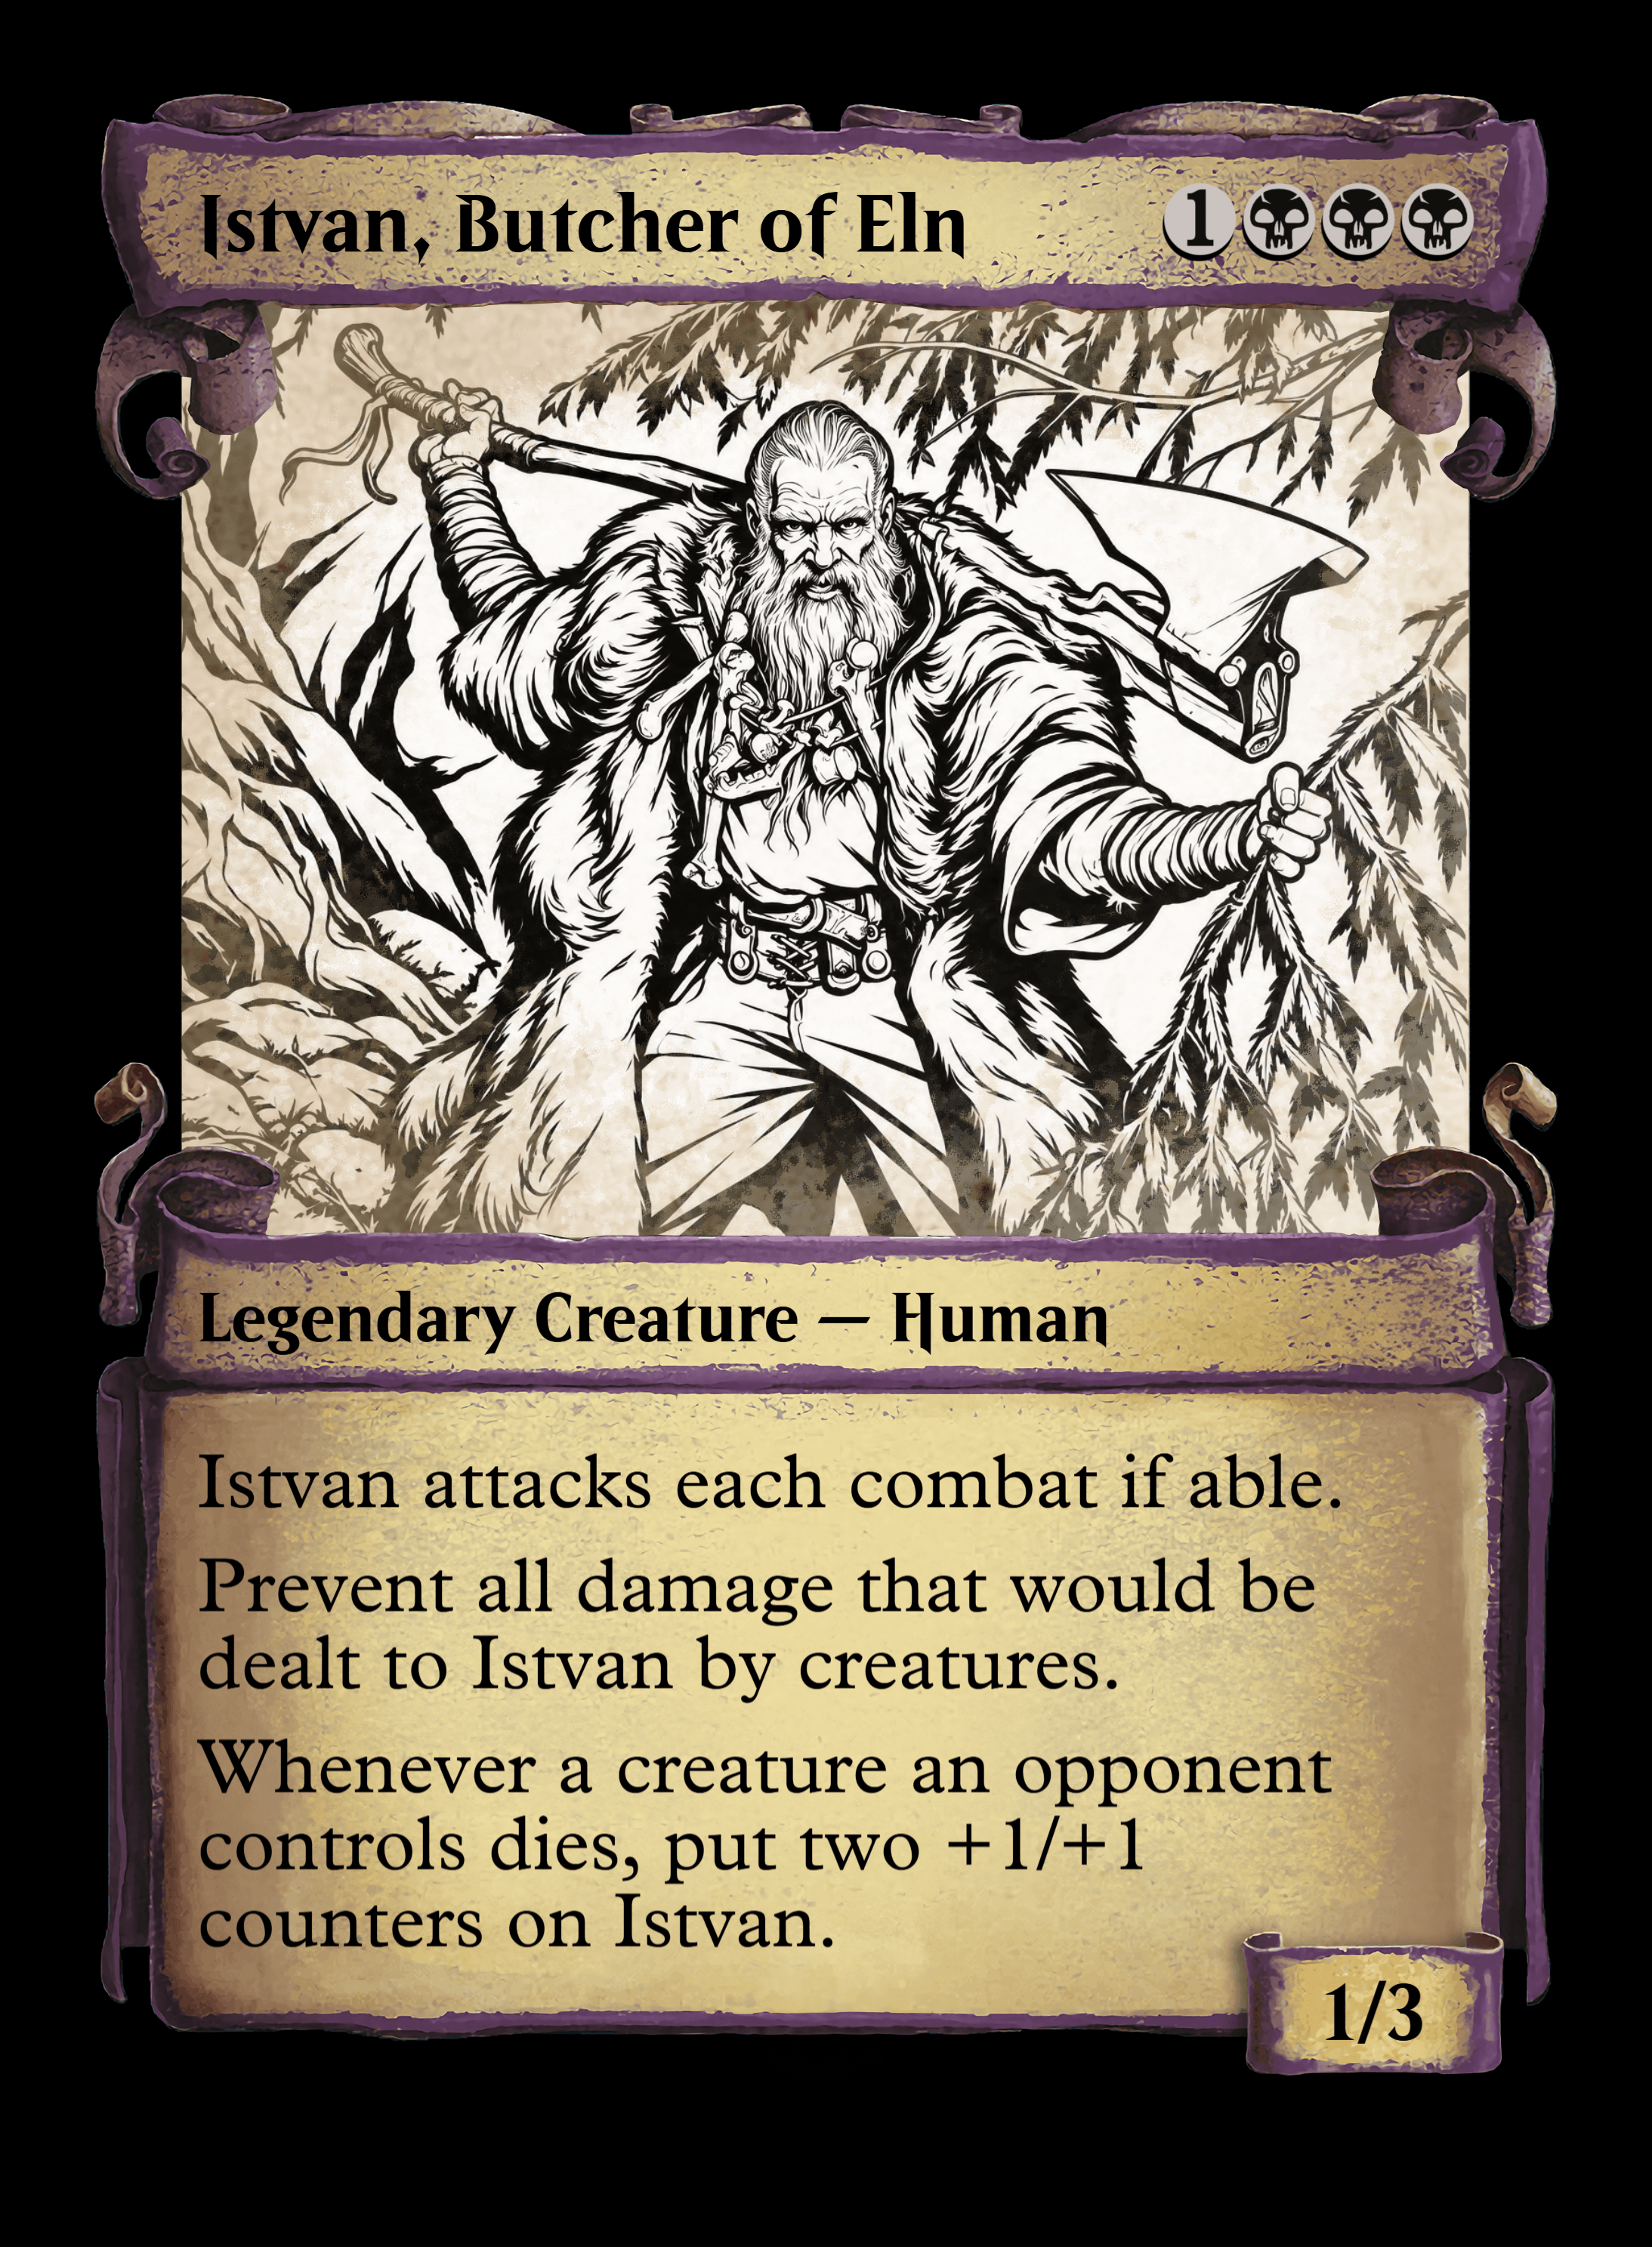 Istvan, Butcher of Eln 1
Legendary Creature — Human
Istvan attacks each combat if able.
Prevent all damage that would be
dealt to Istvan by creatures.
Whenever a creature an opponent
controls dies, put two +1/+1
counters on Istvan.
1/3